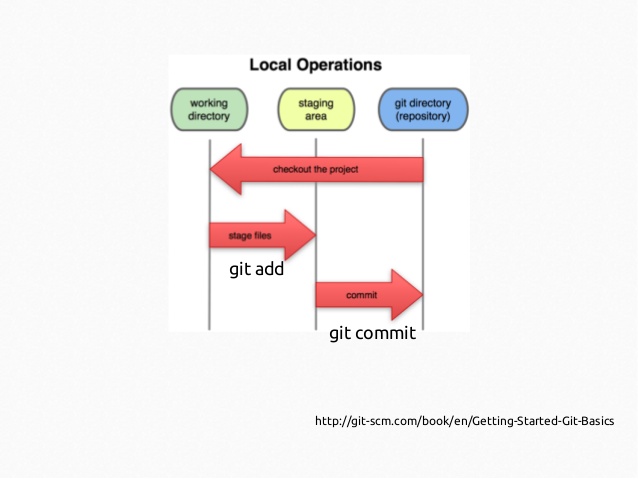 Local Operations
working
directory
staging
area
git directory
(repository)
checkout the project
stage files
git add
commit
git commit
http://git-scm.com/book/en/Getting-Started-Git-Basics